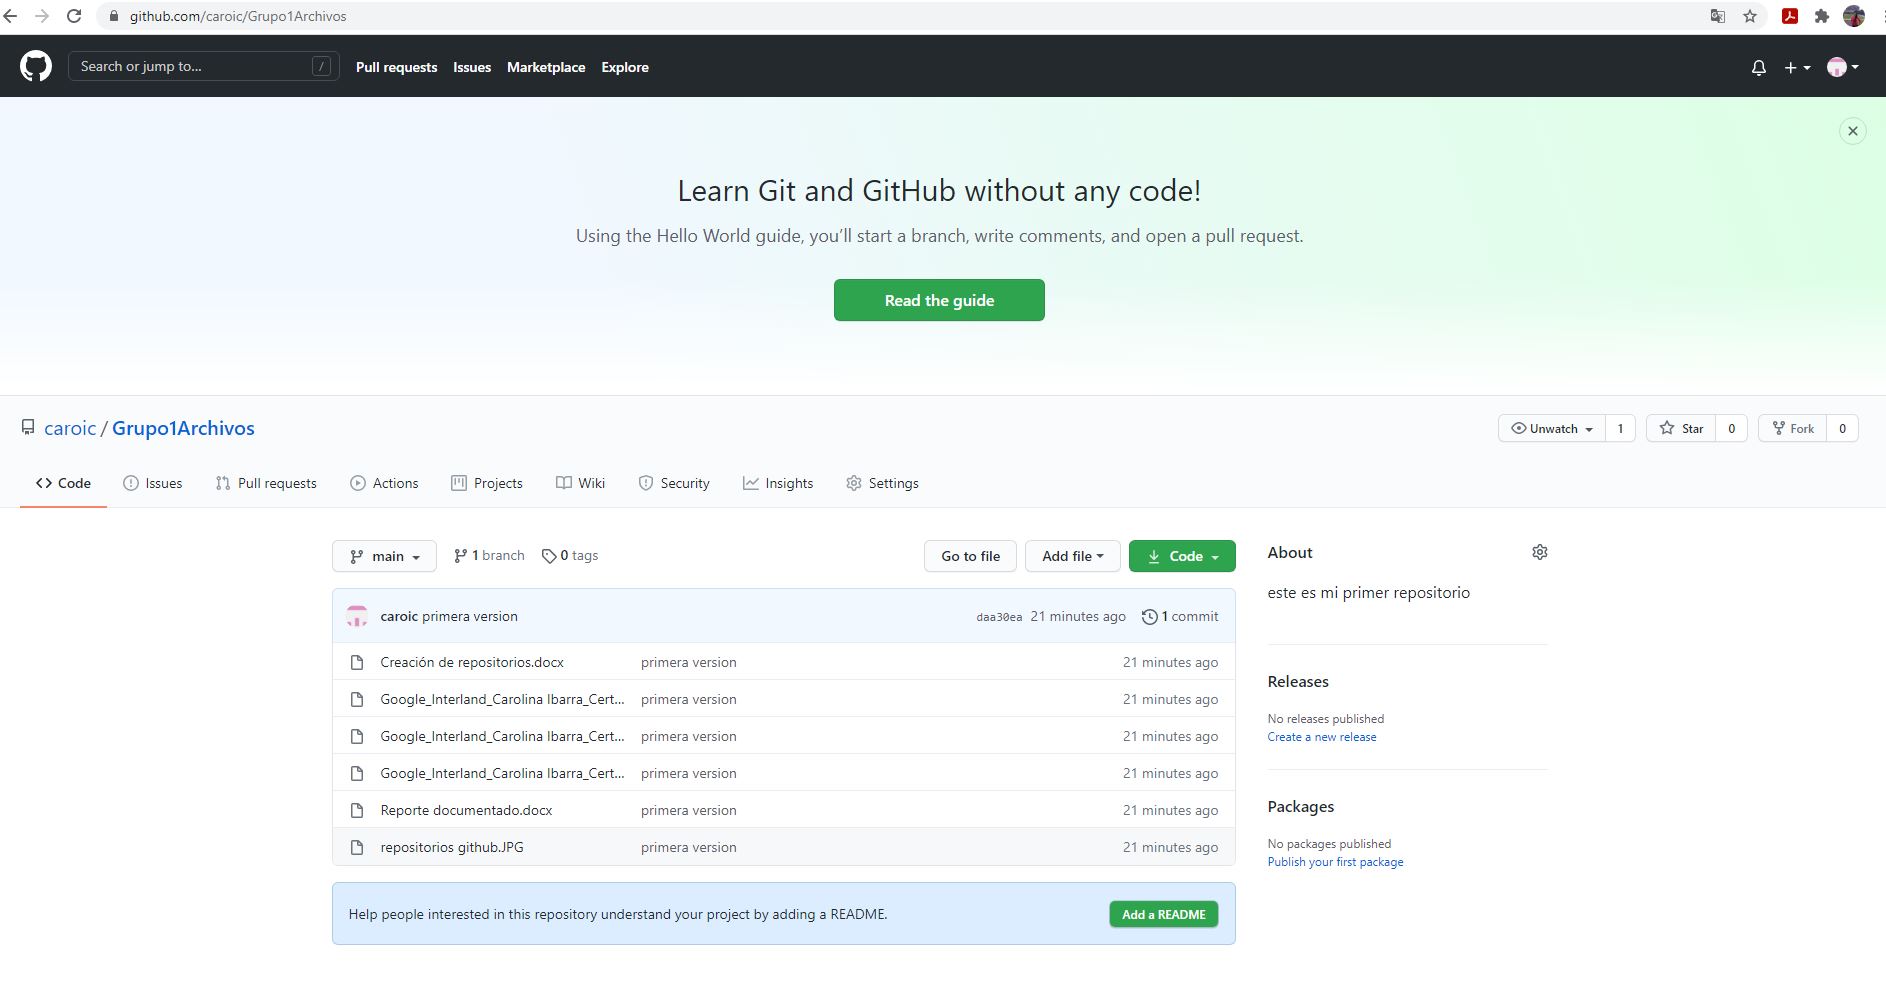 github.com/caroic/Grupo1Archivos
Search or jump to... /
Pull requests Issues Marketplace Explore
Learn Git and GitHub without any code!
Using the Hello World guide, you'll start a branch, write comments, and open a pull request.
Read the guide
caroic / Grupo1Archivos
Unwatch 1 Star 0 Fork 0
Code Issues Pull requests Actions Projects Wiki Security Insights Settings
main 1 branch 0 tags Go to file Add file Code
caroic primera version daa30ea 21 minutes ago 1 commit
Creación de repositorios.docx primera version 21 minutes ago
Google_Interland_Carolina Ibarra_Cert... primera version 21 minutes ago
Google_Interland_Carolina Ibarra_Cert... primera version 21 minutes ago
Google_Interland_Carolina Ibarra_Cert... primera version 21 minutes ago
Reporte documentado.docx primera version 21 minutes ago
repositorios github.JPG primera version 21 minutes ago
Help people interested in this repository understand your project by adding a README. Add a README
About
este es mi primer repositorio
Releases
No releases published
Create a new release
Packages
No packages published
Publish your first package